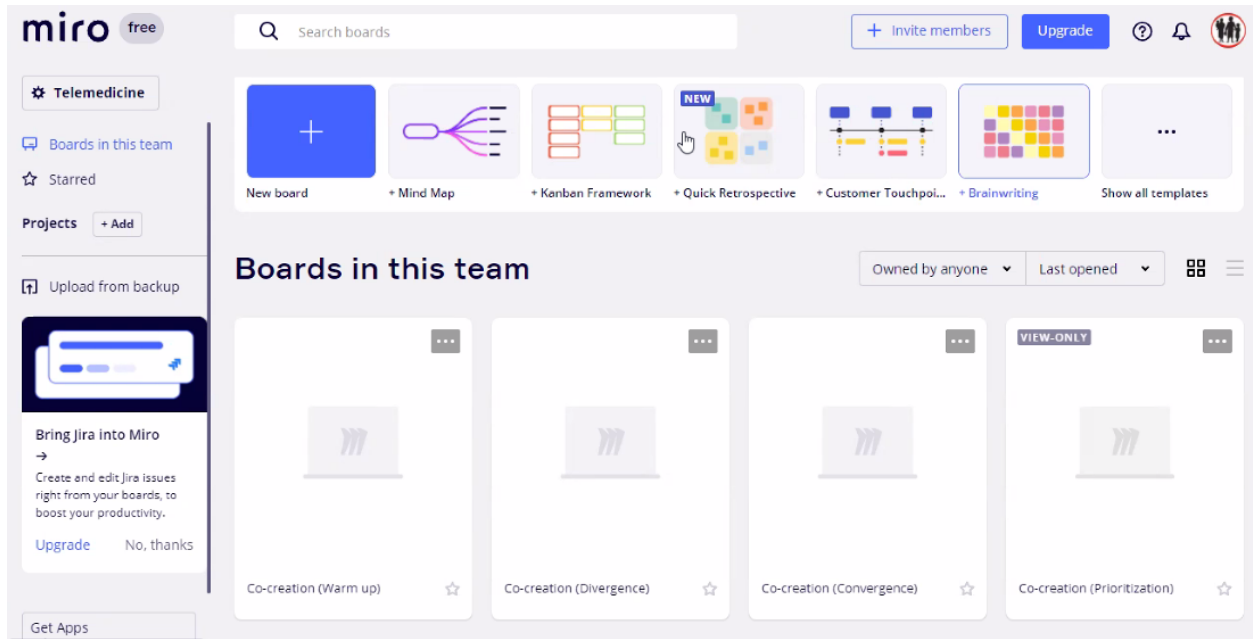 miro free
Search boards
+ Invite members
Upgrade
Telemedicine
Boards in this team
Starred
Projects
+ Add
Upload from backup
Bring Jira into Miro
→
Create and edit Jira issues
right from your boards, to
boost your productivity.
Upgrade
No, thanks
Get Apps
New board
+ Mind Map
+ Kanban Framework
NEW
+ Quick Retrospective
+ Customer Touchpoi...
+ Brainwriting
...
Show all templates
Boards in this team
Owned by anyone
Last opened
...
Co-creation (Warm up)
...
Co-creation (Divergence)
...
Co-creation (Convergence)
VIEW-ONLY
...
Co-creation (Prioritization)